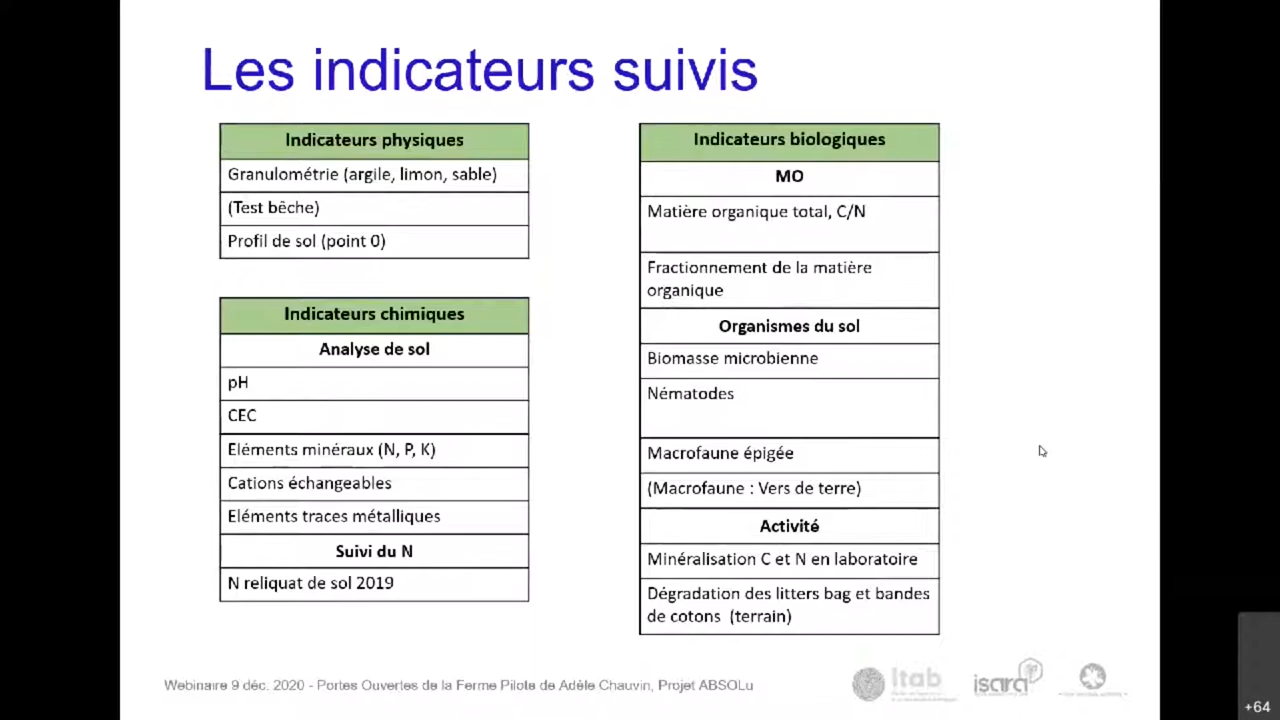 Les indicateurs suivis
Indicateurs physiques
Granulométrie (argile, limon, sable)
(Test bêche)
Profil de sol (point 0)
Indicateurs chimiques
Analyse de sol
pH
CEC
Eléments minéraux (N, P, K)
Cations échangeables
Eléments traces métalliques
Suivi du N
N reliquat de sol 2019
Indicateurs biologiques
MO
Matière organique total, C/N
Fractionnement de la matière
organique
Organismes du sol
Biomasse microbienne
Nématodes
Macrofaune épigée
(Macrofaune : Vers de terre)
Activité
Minéralisation C et N en laboratoire
Dégradation des litters bag et bandes
de cotons (terrain)
Webinaire 9 déc. 2020 - Portes Ouvertes de la Ferme Pilote de Adèle Chauvin, Projet ABSOLu
Itab
isara
+64